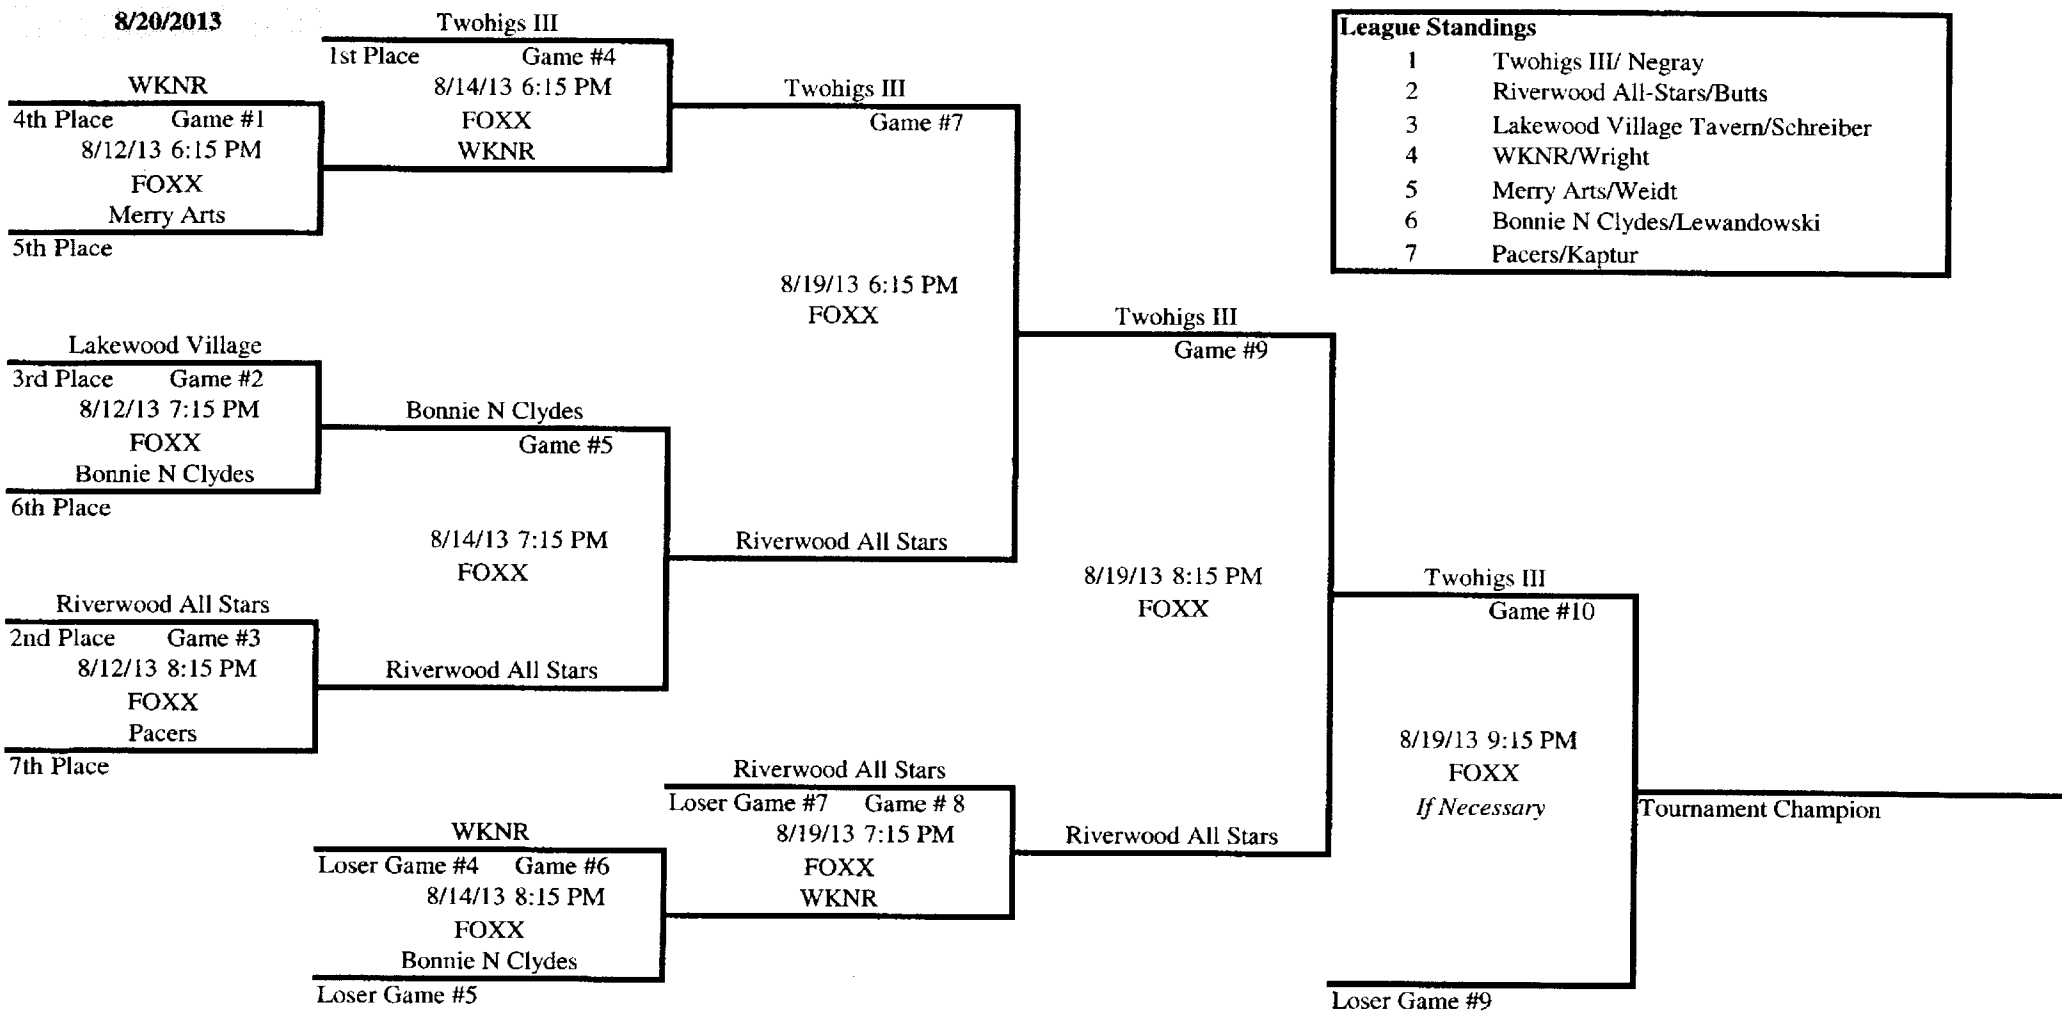 8/20/2013
Twohigs III
1st Place Game #4
8/14/13 6:15 PM
FOXX
WKNR
WKNR
4th Place Game #1
8/12/13 6:15 PM
FOXX
Merry Arts
5th Place
Twohigs III
Game #7
8/19/13 6:15 PM
FOXX
League Standings
1 Twohigs III/ Negray
2 Riverwood All-Stars/Butts
3 Lakewood Village Tavern/Schreiber
4 WKNR/Wright
5 Merry Arts/Weidt
6 Bonnie N Clydes/Lewandowski
7 Pacers/Kaptur
Lakewood Village
3rd Place Game #2
8/12/13 7:15 PM
FOXX
Bonnie N Clydes
6th Place
Bonnie N Clydes
Game #5
8/14/13 7:15 PM
FOXX
Riverwood All Stars
Riverwood All Stars
2nd Place Game #3
8/12/13 8:15 PM
FOXX
Pacers
7th Place
Riverwood All Stars
Twohigs III
Game #9
8/19/13 8:15 PM
FOXX
Riverwood All Stars
Loser Game #7 Game # 8
8/19/13 7:15 PM
FOXX
WKNR
WKNR
Loser Game #4 Game #6
8/14/13 8:15 PM
FOXX
Bonnie N Clydes
Loser Game #5
Riverwood All Stars
Twohigs III
Game #10
8/19/13 9:15 PM
FOXX
If Necessary
Tournament Champion
Loser Game #9